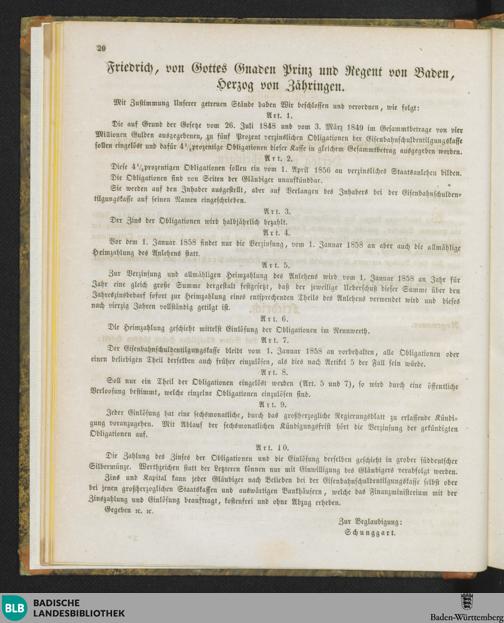 20
Friedrich, von Gottes Gnaden Prinz und Regent von Baden,
Herzog von Zähringen.
Mit Zustimmung Unserer getreuen Stände haben Wir beschlossen und verordnen, wie folgt:
Art. 1.
Die auf Grund der Gesetze vom 26. Juli 1848 und vom 3. März 1849 im Gesammtbetrage von vier
Millionen Gulden ausgegebenen, zu fünf Prozent verzinslichen Obligationen der Eisenbahnschuldentilgungskasse
sollen eingelöst und dafür 4½prozentige Obligationen dieser Kasse in gleichem Gesammtbetrag ausgegeben werden.
Art. 2.
Diese 4½prozentigen Obligationen sollen ein vom 1. April 1856 an verzinsliches Staatsanlehen bilden.
Die Obligationen sind von Seiten der Gläubiger unaufkündbar.
Sie werden auf den Inhaber ausgestellt, aber auf Verlangen des Inhabers bei der Eisenbahnschulden-
tilgungskasse auf seinen Namen eingeschrieben.
Art. 3.
Der Zins der Obligationen wird halbjährlich bezahlt.
Art. 4.
Vor dem 1. Januar 1858 findet nur die Verzinsung, vom 1. Januar 1858 an aber auch die allmählige
Heimzahlung des Anlehens statt.
Art. 5.
Zur Verzinsung und allmähligen Heimzahlung des Anlehens wird vom 1. Januar 1858 an Jahr für
Jahr eine gleich große Summe dergestalt festgesetzt, daß der jeweilige Ueberschuß dieser Summe über den
Jahreszinsbedarf sofort zur Heimzahlung eines entsprechenden Theils des Anlehens verwendet wird und dieses
nach vierzig Jahren vollständig getilgt ist.
Art. 6.
Die Heimzahlung geschieht mittelst Einlösung der Obligationen im Nennwerth.
Art. 7.
Der Eisenbahnschuldentilgungskasse bleibt vom 1. Januar 1858 an vorbehalten, alle Obligationen oder
einen beliebigen Theil derselben auch früher einzulösen, als dies nach Artikel 5 der Fall sein würde.
Art. 8.
Soll nur ein Theil der Obligationen eingelöst werden (Art. 5 und 7), so wird durch eine öffentliche
Verloosung bestimmt, welche einzelne Obligationen einzulösen sind.
Art. 9.
Jeder Einlösung hat eine sechsmonatliche, durch das großherzogliche Regierungsblatt zu erlassende Kündi-
gung voranzugehen. Mit Ablauf der sechsmonatlichen Kündigungsfrist hört die Verzinsung der gekündigten
Obligationen auf.
Art. 10.
Die Zahlung des Zinses der Obligationen und die Einlösung derselben geschieht in grober süddeutscher
Silbermünze. Werthzeichen statt der Letzteren können nur mit Einwilligung des Gläubigers verabfolgt werden.
Zins und Kapital kann jeder Gläubiger nach Belieben bei der Eisenbahnschuldentilgungskasse selbst oder
bei jenen großherzoglichen Staatskassen und auswärtigen Bankhäusern, welche das Finanzministerium mit der
Zinszahlung und Einlösung beauftragt, kostenfrei und ohne Abzug erheben.
Gegeben ꝛc. ꝛc.
Zur Beglaubigung:
Schunggart.
BLB BADISCHE
LANDESBIBLIOTHEK
Baden-Württemberg